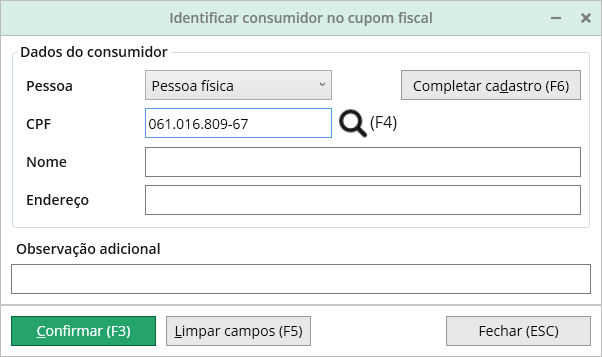 Identificar consumidor no cupom fiscal
Dados do consumidor
Pessoa Pessoa física Completar cadastro (F6)
CPF 061.016.809-67 (F4)
Nome
Endereço
Observação adicional
Confirmar (F3) Limpar campos (F5) Fechar (ESC)